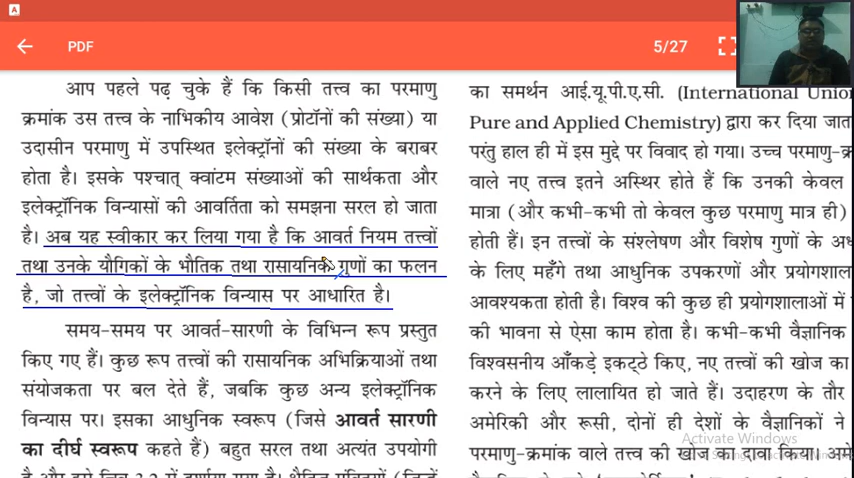 A
PDF
5/27
आप पहले पढ़ चुके हैं कि किसी तत्त्व का परमाणु
क्रमांक उस तत्त्व के नाभिकीय आवेश (प्रोटॉनों की संख्या) या
उदासीन परमाणु में उपस्थित इलेक्ट्रॉनों की संख्या के बराबर
होता है। इसके पश्चात् क्वांटम संख्याओं की सार्थकता और
इलेक्ट्रॉनिक विन्यासों की आवर्तिता को समझना सरल हो जाता
है। अब यह स्वीकार कर लिया गया है कि आवर्त नियम तत्त्वों
तथा उनके यौगिकों के भौतिक तथा रासायनिक गुणों का फलन
है, जो तत्त्वों के इलेक्ट्रॉनिक विन्यास पर आधारित है।
समय-समय पर आवर्त-सारणी के विभिन्न रूप प्रस्तुत
किए गए हैं। कुछ रूप तत्त्वों की रासायनिक अभिक्रियाओं तथा
संयोजकता पर बल देते हैं, जबकि कुछ अन्य इलेक्ट्रॉनिक
विन्यास पर। इसका आधुनिक स्वरूप (जिसे आवर्त सारणी
का दीर्घ स्वरूप कहते हैं) बहुत सरल तथा अत्यंत उपयोगी
का समर्थन आई.यू.पी.ए.सी. (International Union
Pure and Applied Chemistry) द्वारा कर दिया जात
परंतु हाल ही में इस मुद्दे पर विवाद हो गया। उच्च परमाणु-क्र
वाले नए तत्त्व इतने अस्थिर होते हैं कि उनकी केवल
मात्रा (और कभी-कभी तो केवल कुछ परमाणु मात्र ही)
होती हैं। इन तत्त्वों के संश्लेषण और विशेष गुणों के अध
के लिए महँगे तथा आधुनिक उपकरणों और प्रयोगशाला
आवश्यकता होती है। विश्व की कुछ ही प्रयोगशालाओं में
की भावना से ऐसा काम होता है। कभी-कभी वैज्ञानिक
विश्वसनीय आँकड़े इकट्ठे किए, नए तत्त्वों की खोज का
करने के लिए लालायित हो जाते हैं। उदाहरण के तौर
अमेरिकी और रूसी, दोनों ही देशों के वैज्ञानिकों ने
परमाणु-क्रमांक वाले तत्त्व की खोज का दावा किया। अमे
Activate Windows